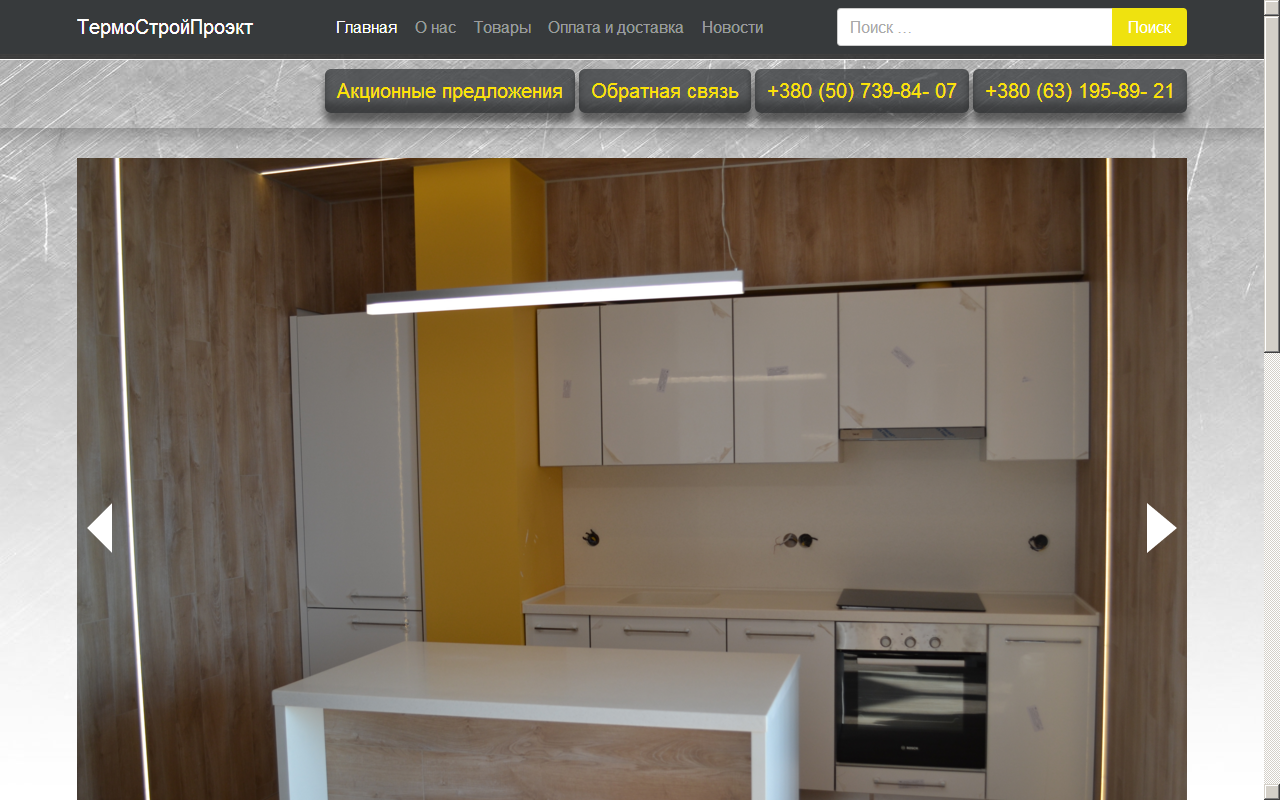 ТермоСтройПроэкт
Главная О нас Товары Оплата и доставка Новости
Поиск ...
Поиск
Акционные предложения
Обратная связь
+380 (50) 739-84- 07
+380 (63) 195-89- 21